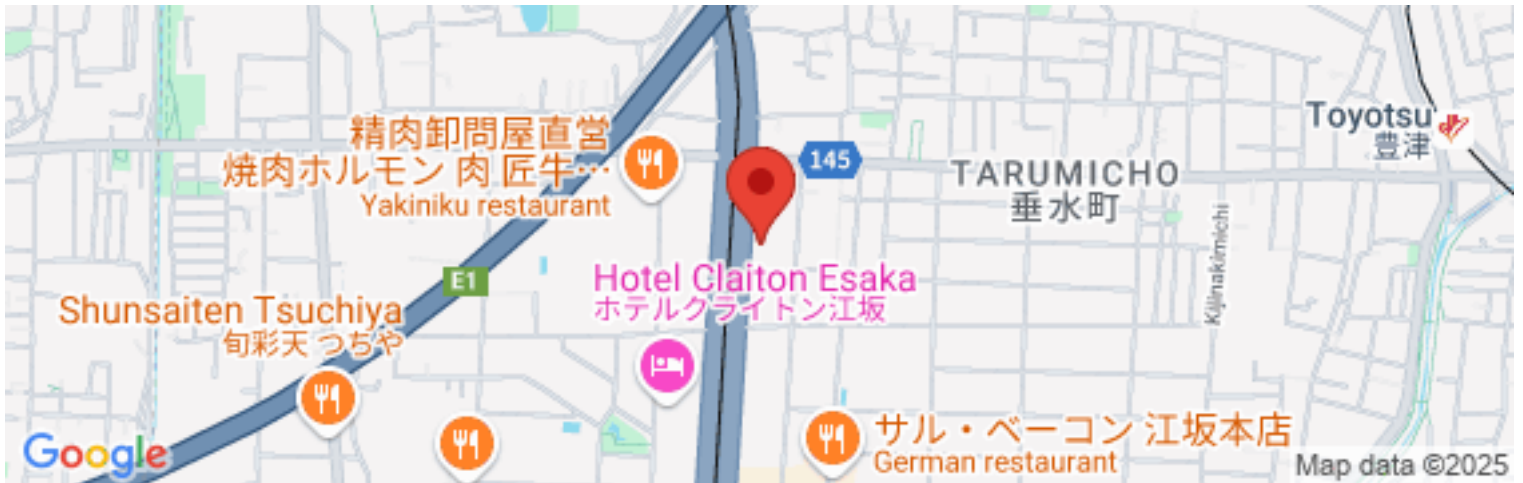 精肉卸問屋直営
焼肉ホルモン 肉 匠牛…
Yakiniku restaurant
145
TARUMICHO
垂水町
Toyotsu
豊津
Kijinakimichi
E1
Hotel Claiton Esaka
ホテルクライトン江坂
Shunsaiten Tsuchiya
旬彩天 つちや
サル・ベーコン 江坂本店
German restaurant
Google
Map data ©2025